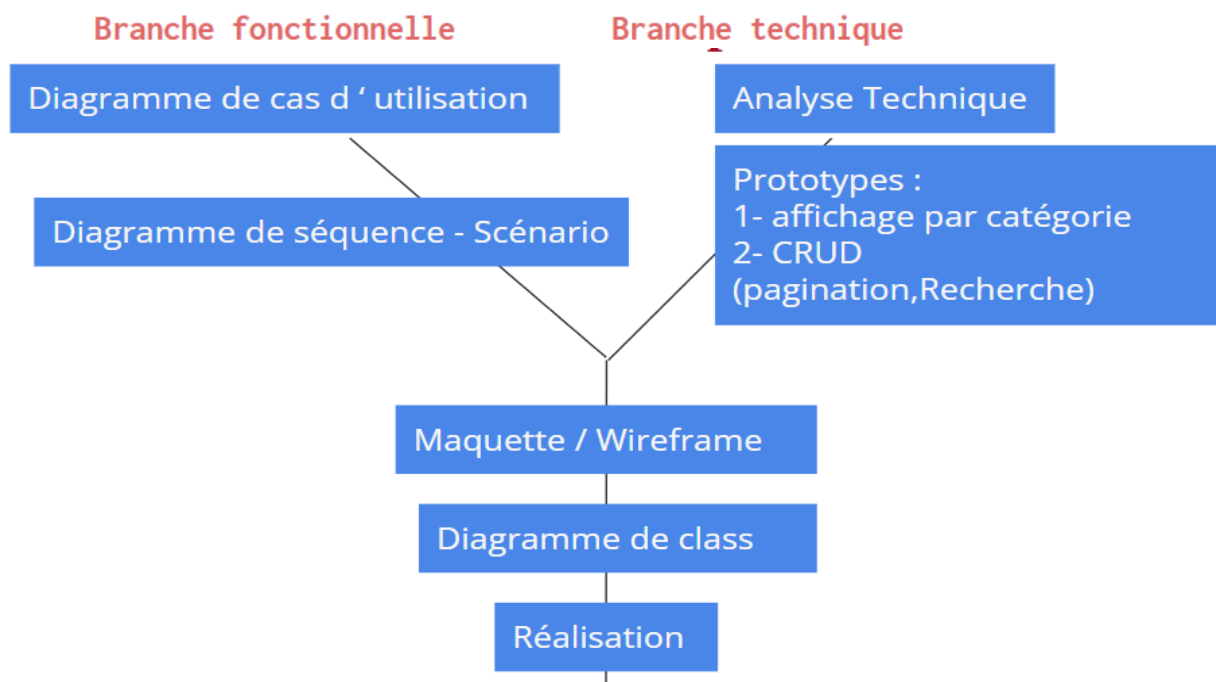 Branche fonctionnelle
Branche technique
Diagramme de cas d ‘ utilisation
Analyse Technique
Diagramme de séquence - Scénario
Prototypes :
1- affichage par catégorie
2- CRUD
(pagination,Recherche)
Maquette / Wireframe
Diagramme de class
Réalisation